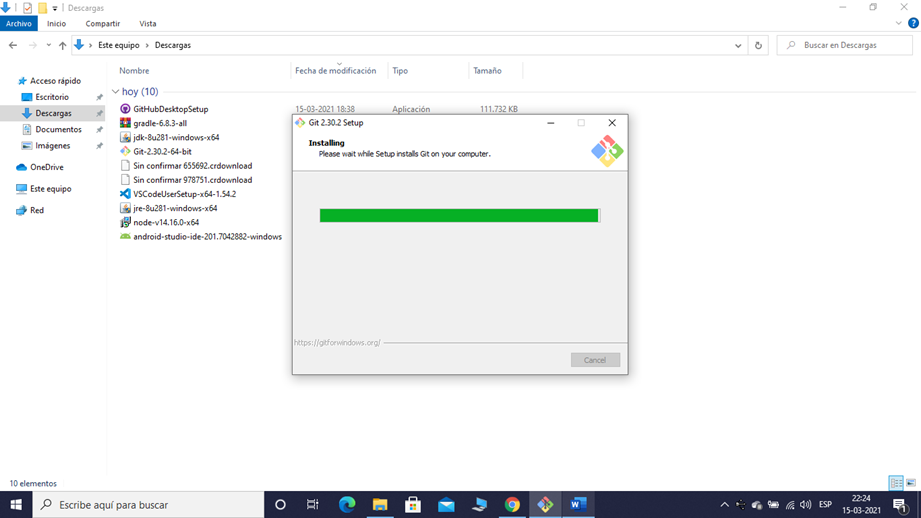 Descargas
Archivo Inicio Compartir Vista
Este equipo > Descargas
Buscar en Descargas
Nombre Fecha de modificación Tipo Tamaño
Acceso rápido
Escritorio
Descargas
Documentos
Imágenes
OneDrive
Este equipo
Red
hoy (10)
GitHubDesktopSetup 15-03-2021 18:38 Aplicación 111.732 KB
gradle-6.8.3-all
jdk-8u281-windows-x64
Git-2.30.2-64-bit
Sin confirmar 655692.crdownload
Sin confirmar 978751.crdownload
VSCodeUserSetup-x64-1.54.2
jre-8u281-windows-x64
node-v14.16.0-x64
android-studio-ide-201.7042882-windows
Git 2.30.2 Setup
Installing
Please wait while Setup installs Git on your computer.
https://gitforwindows.org/
Cancel
10 elementos
Escribe aquí para buscar
ESP
22:24
15-03-2021
1